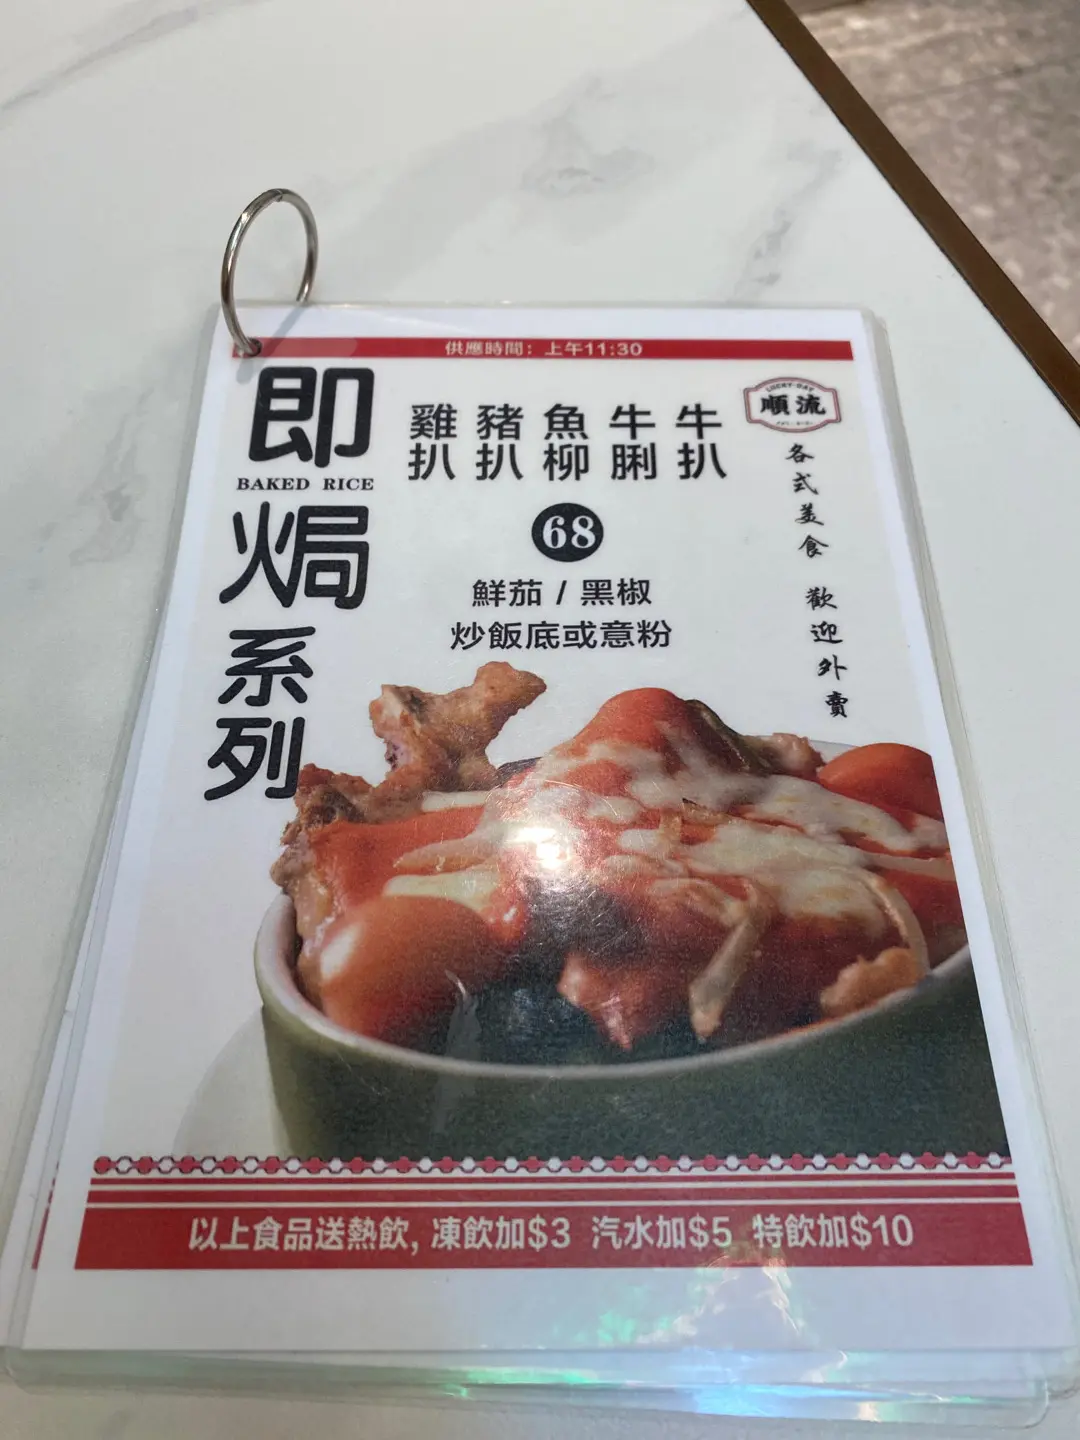 供應時間：上午11:30
即
BAKED RICE
焗
系
列
雞扒 豬扒 魚柳 牛脷 牛扒
68
鮮茄 / 黑椒
炒飯底或意粉
LUCKY-DAY
順流
各式美食 歡迎外賣
以上食品送熱飲, 凍飲加$3 汽水加$5 特飲加$10